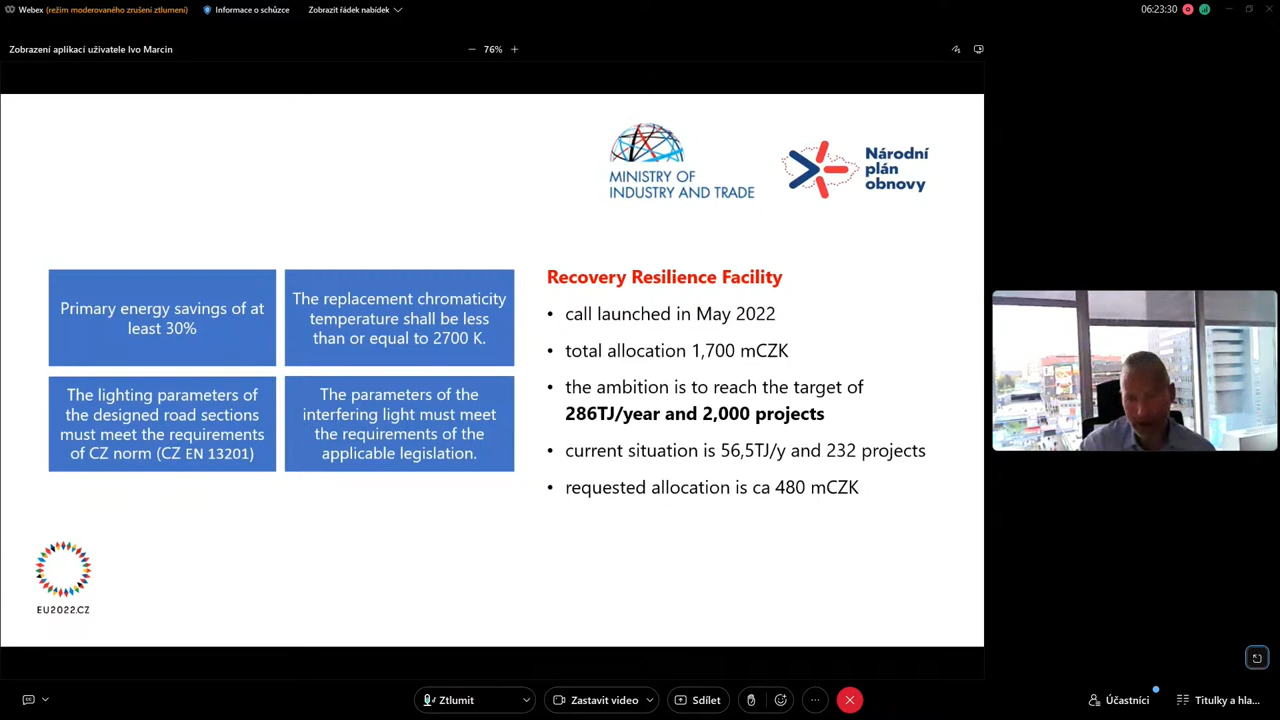 Webex (režim moderovaného zrušení ztlumení) Informace o schůzce Zobrazit řádek nabídek 06:23:30
Zobrazení aplikací uživatele Ivo Marcin 76%
MINISTRY OF
INDUSTRY AND TRADE
Národní
plán
obnovy
Primary energy savings of at
least 30%
The replacement chromaticity
temperature shall be less
than or equal to 2700 K.
The lighting parameters of
the designed road sections
must meet the requirements
of CZ norm (CZ EN 13201)
The parameters of the
interfering light must meet
the requirements of the
applicable legislation.
Recovery Resilience Facility
• call launched in May 2022
• total allocation 1,700 mCZK
• the ambition is to reach the target of
286TJ/year and 2,000 projects
• current situation is 56,5TJ/y and 232 projects
• requested allocation is ca 480 mCZK
EU2022.CZ
Ztlumit Zastavit video Sdílet Účastníci Titulky a hla...